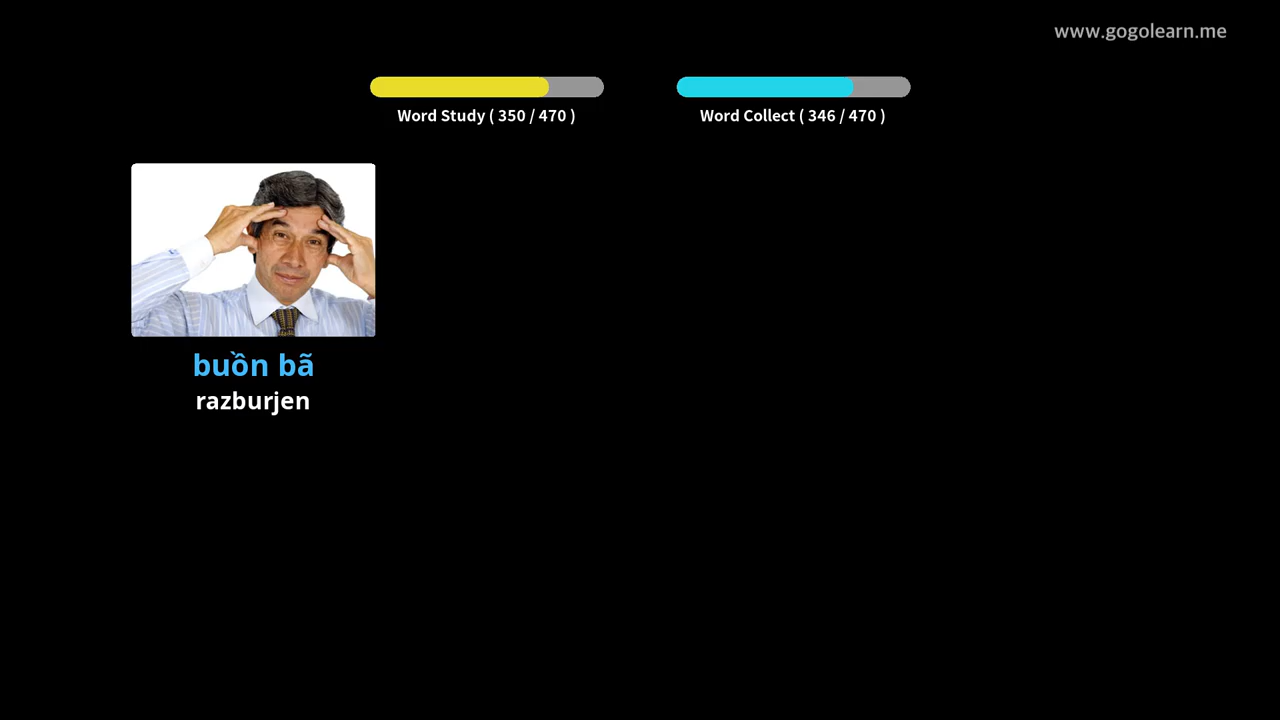 www.gogolearn.me
Word Study ( 350 / 470 )
Word Collect ( 346 / 470 )
buồn bã
razburjen